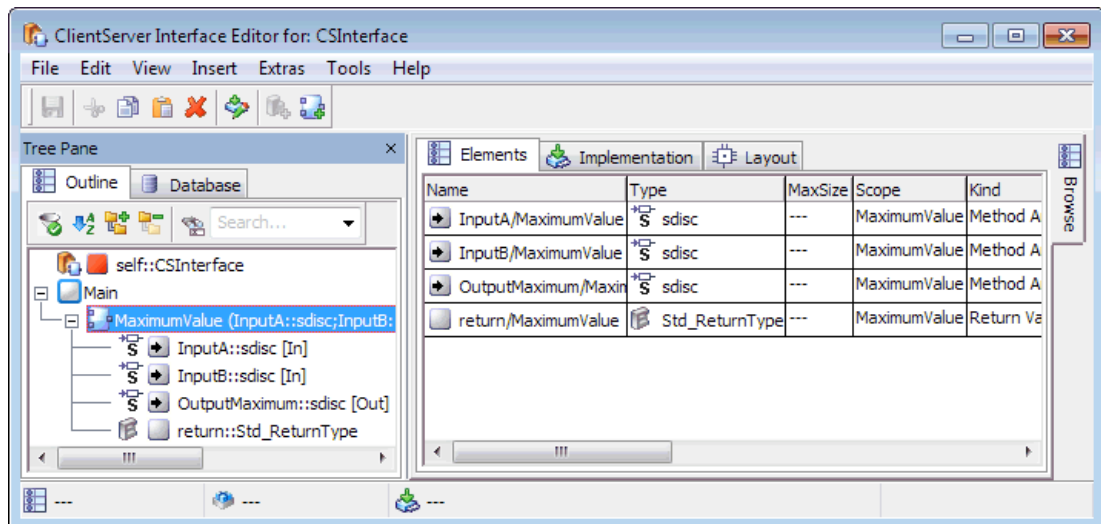 ClientServer Interface Editor for: CSInterface
File Edit View Insert Extras Tools Help
Tree Pane
Outline Database
Search...
self::CSInterface
Main
MaximumValue (InputA::sdisc;InputB:
InputA::sdisc [In]
InputB::sdisc [In]
OutputMaximum::sdisc [Out]
return::Std_ReturnType
Elements Implementation Layout
Name Type MaxSize Scope Kind
InputA/MaximumValue S sdisc --- MaximumValue Method A
InputB/MaximumValue S sdisc --- MaximumValue Method A
OutputMaximum/Maxin S sdisc --- MaximumValue Method A
return/MaximumValue Std_ReturnType --- MaximumValue Return Va
Browse
--- --- ---